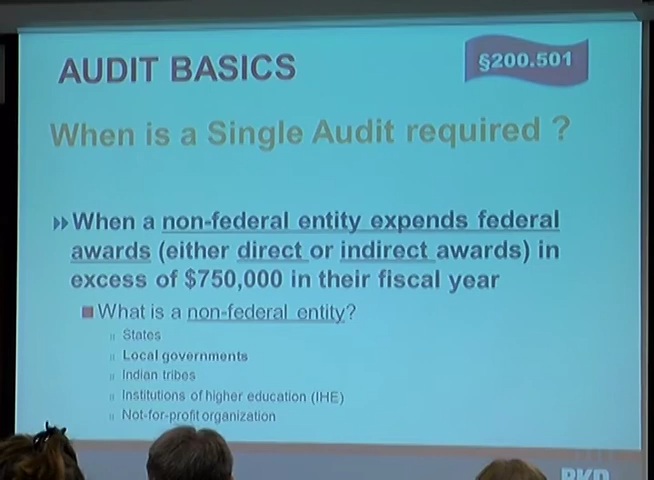 AUDIT BASICS
§200.501
When is a Single Audit required ?
When a non-federal entity expends federal
awards (either direct or indirect awards) in
excess of $750,000 in their fiscal year
What is a non-federal entity?
States
Local governments
Indian tribes
Institutions of higher education (IHE)
Not-for-profit organization